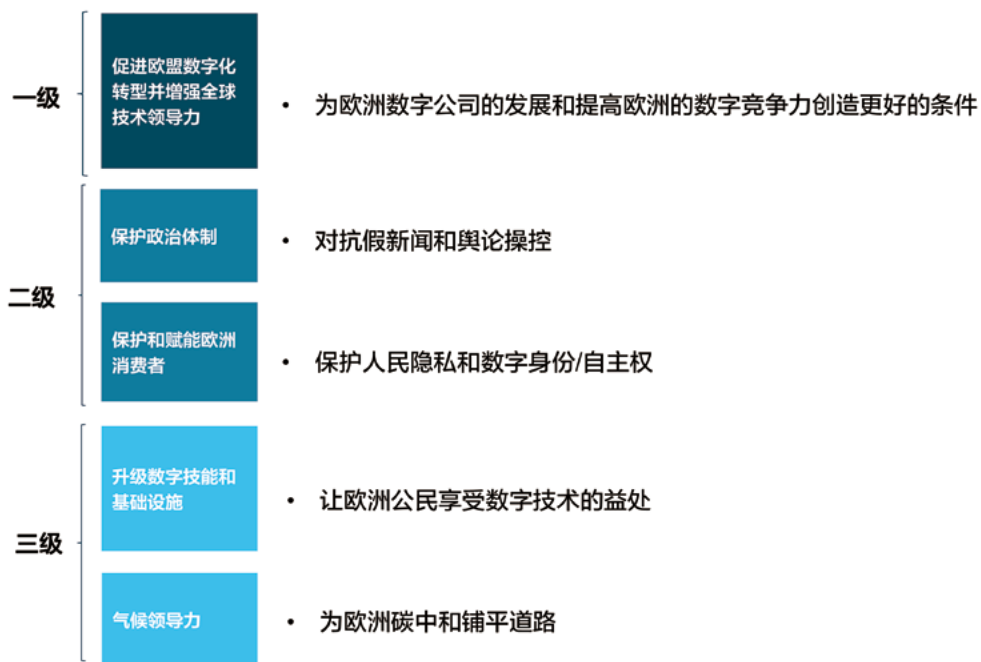 一级
促进欧盟数字化
转型并增强全球
技术领导力
• 为欧洲数字公司的发展和提高欧洲的数字竞争力创造更好的条件
二级
保护政治体制
• 对抗假新闻和舆论操控
保护和赋能欧洲
消费者
• 保护人民隐私和数字身份/自主权
三级
升级数字技能和
基础设施
• 让欧洲公民享受数字技术的益处
气候领导力
• 为欧洲碳中和铺平道路